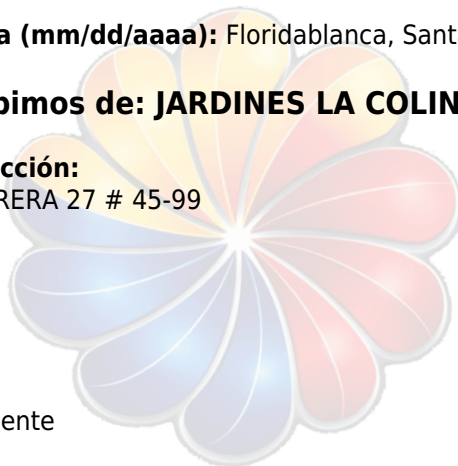 a (mm/dd/aaaa): Floridablanca, Sant
bimos de: JARDINES LA COLIN
cción:
RERA 27 # 45-99
ente